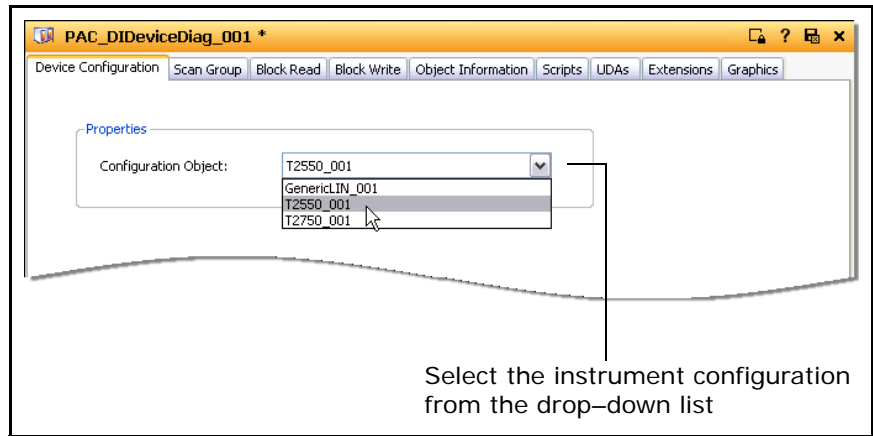 PAC_DIDeviceDiag_001 *
?
Device Configuration Scan Group Block Read Block Write Object Information Scripts UDAs Extensions Graphics
Properties
Configuration Object: T2550_001
GenericLIN_001
T2550_001
T2750_001
Select the instrument configuration
from the drop–down list